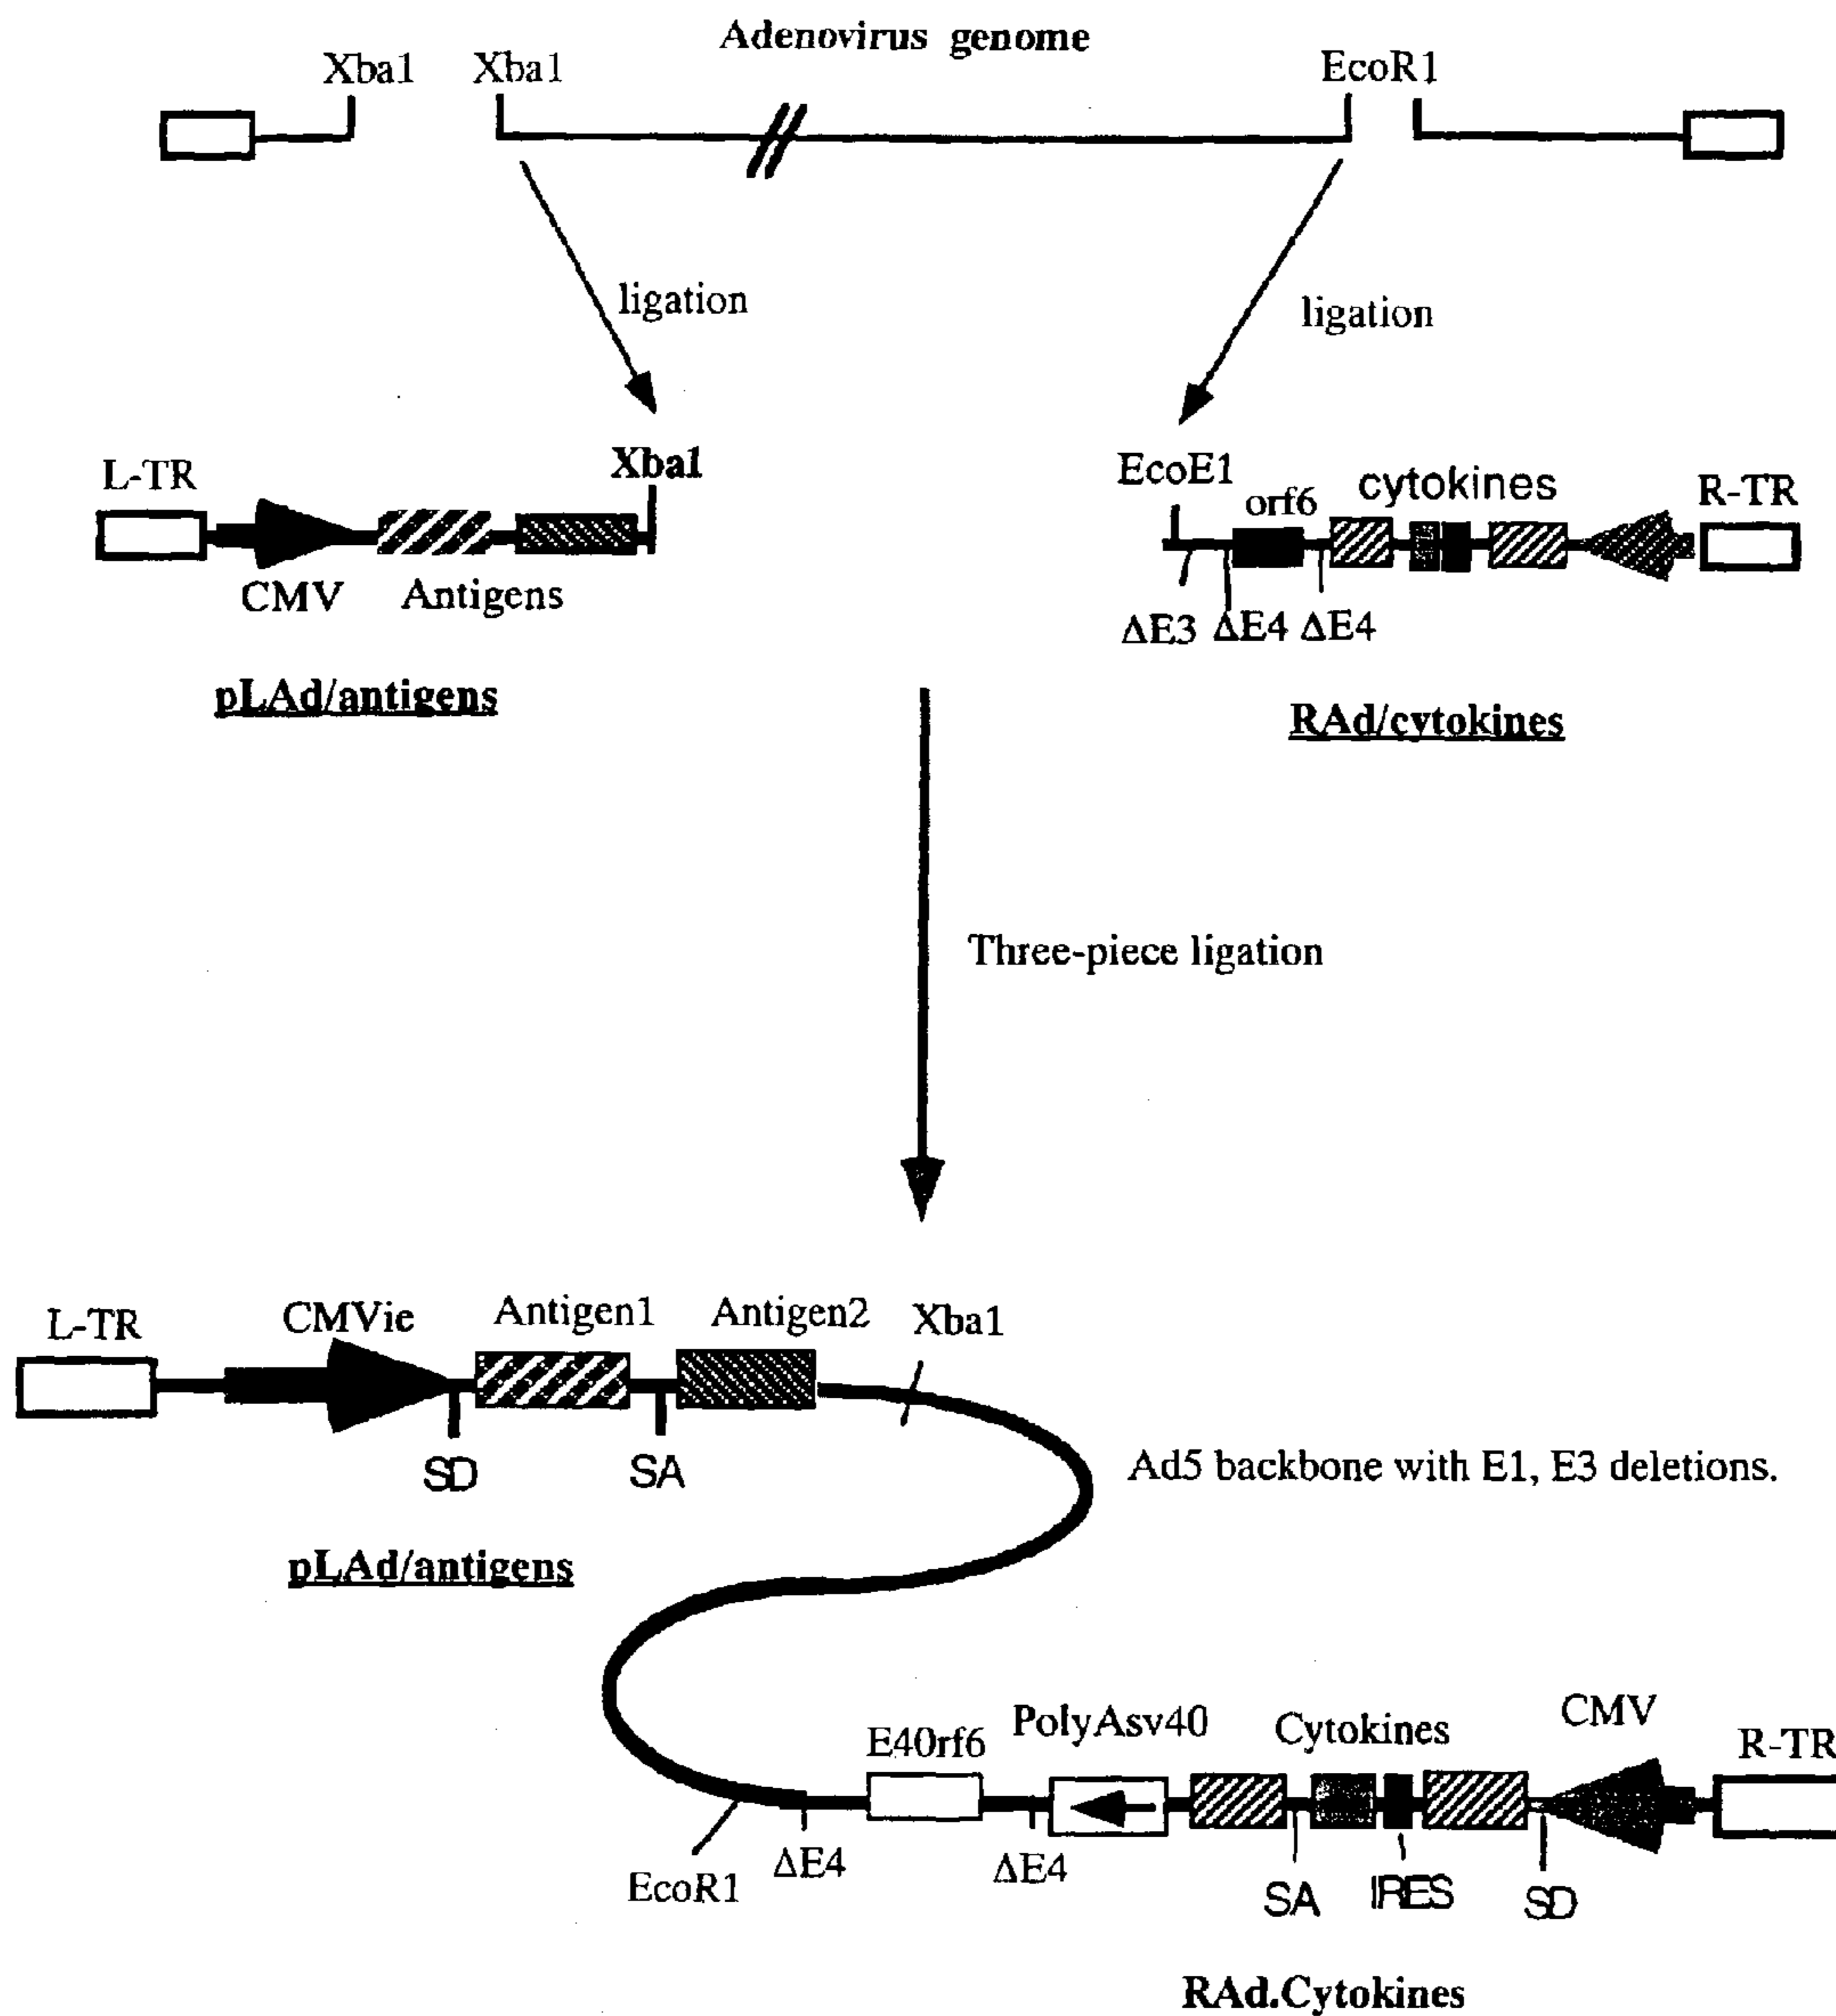 Adenovirus genome
Xba1
Xba1
EcoR1
ligation
ligation
L-TR
Xba1
CMV
Antigens
pLAd/antigens
EcoE1
orf6
cytokines
R-TR
ΔE3
ΔE4
ΔE4
RAd/cytokines
Three-piece ligation
L-TR
CMVie
Antigen1
Antigen2
Xba1
SD
SA
Ad5 backbone with E1, E3 deletions.
pLAd/antigens
E40rf6
PolyAsv40
Cytokines
CMV
R-TR
EcoR1
ΔE4
ΔE4
SA
IRES
SD
RAd.Cytokines